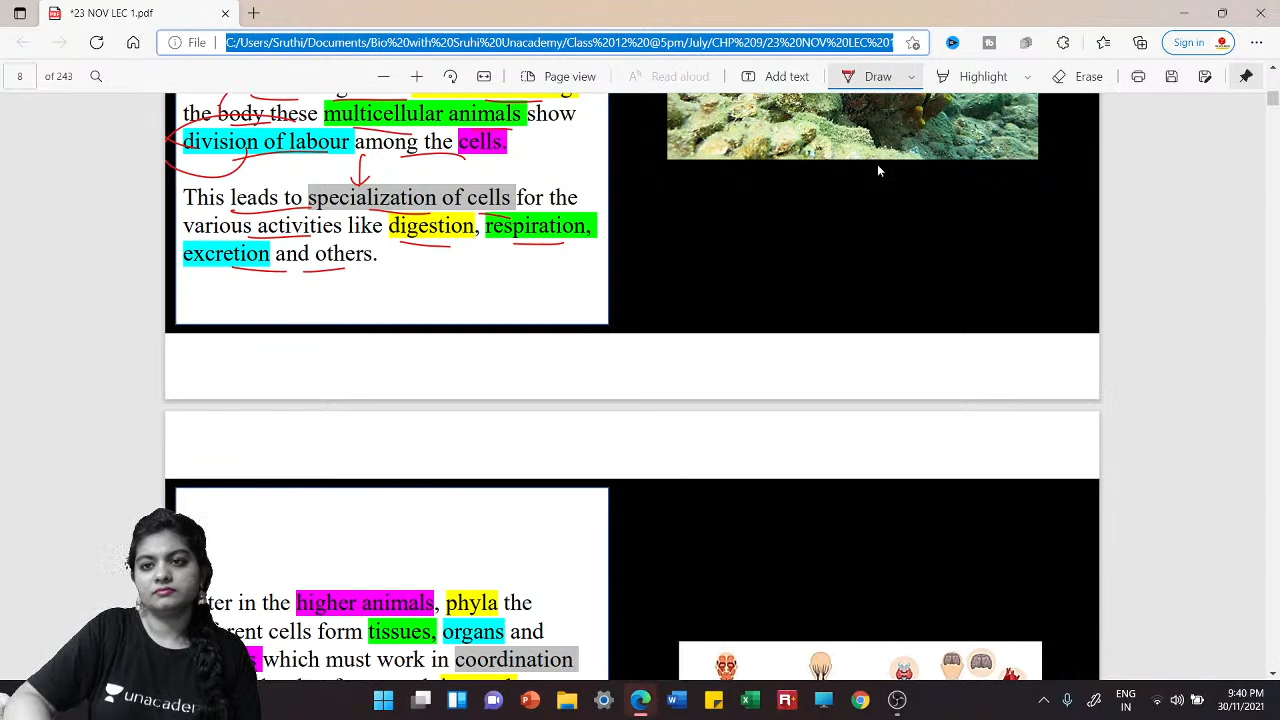 *23 NOV LEC 1.pdf
File
C:/Users/Sruthi/Documents/Bio%20with%20Sruhi%20Unacademy/Class%2012%20@5pm/July/CHP%209/23%20NOV%20LEC%201
Sign in
8 of 243
Page view
Read aloud
Add text
Draw
Highlight
Erase
the body these multicellular animals show
division of labour among the cells.
This leads to specialization of cells for the
various activities like digestion, respiration,
excretion and others.
in the higher animals, phyla the
cells form tissues, organs and
which must work in coordination
unacademy
ENG
IN
9:40 PM
30/11/2021